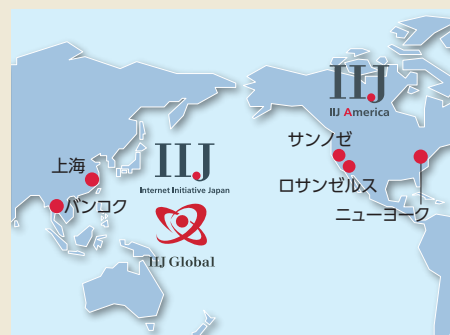 IIJ
IIJ America
サンノゼ
ロサンゼルス
ニューヨーク
上海
バンコク
IIJ
Internet Initiative Japan
IIJ Global